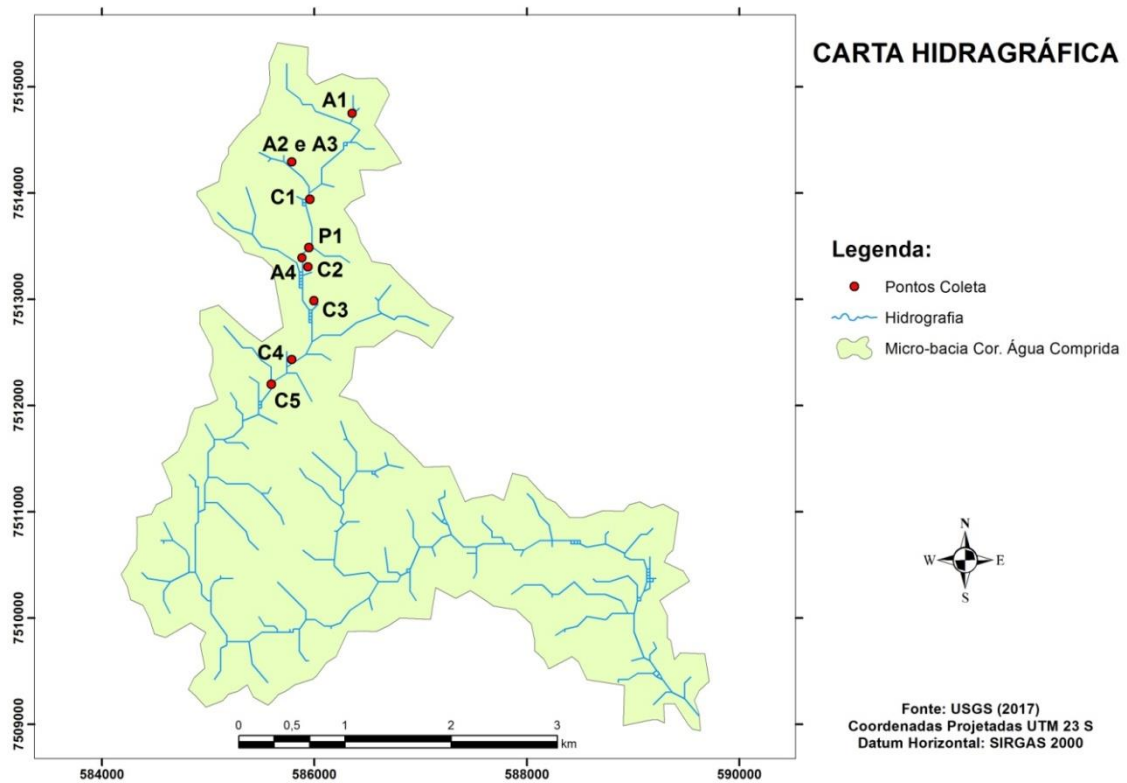 CARTA HIDRAGRÁFICA
7515000
7514000
7513000
7512000
7511000
7510000
7509000
A1
A2 e A3
C1
P1
A4
C2
C3
C4
C5
Legenda:
Pontos Coleta
Hidrografia
Micro-bacia Cor. Água Comprida
N
W
E
S
0
0,5
1
2
3
km
Fonte: USGS (2017)
Coordenadas Projetadas UTM 23 S
Datum Horizontal: SIRGAS 2000
584000
586000
588000
590000